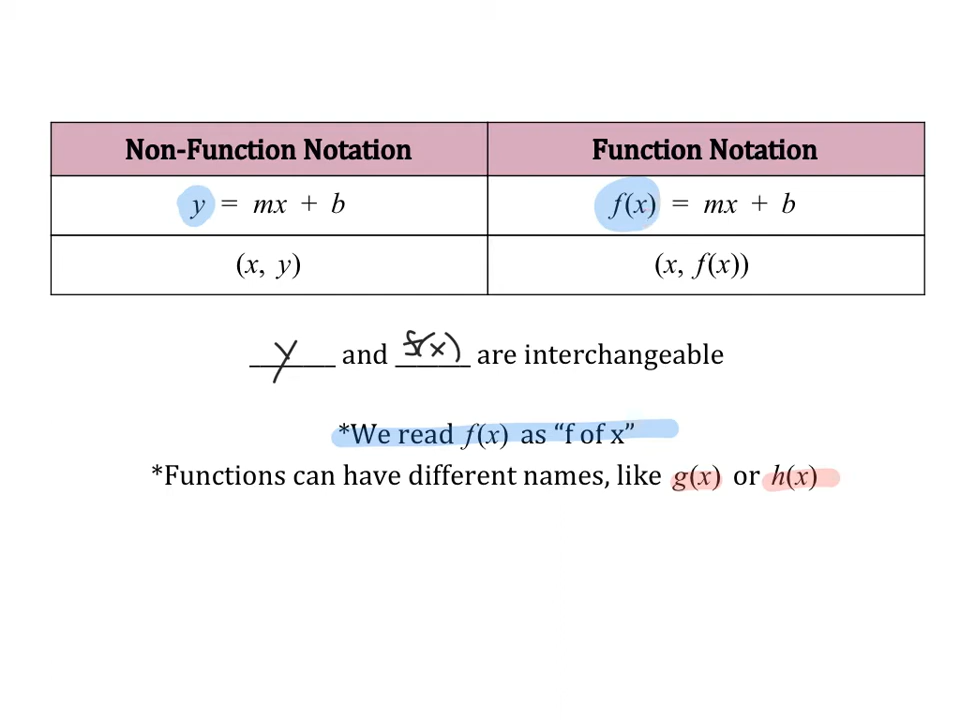 Non-Function Notation Function Notation
y = mx + b f(x) = mx + b
(x, y) (x, f(x))
y and f(x) are interchangeable
*We read f(x) as “f of x”
*Functions can have different names, like g(x) or h(x)